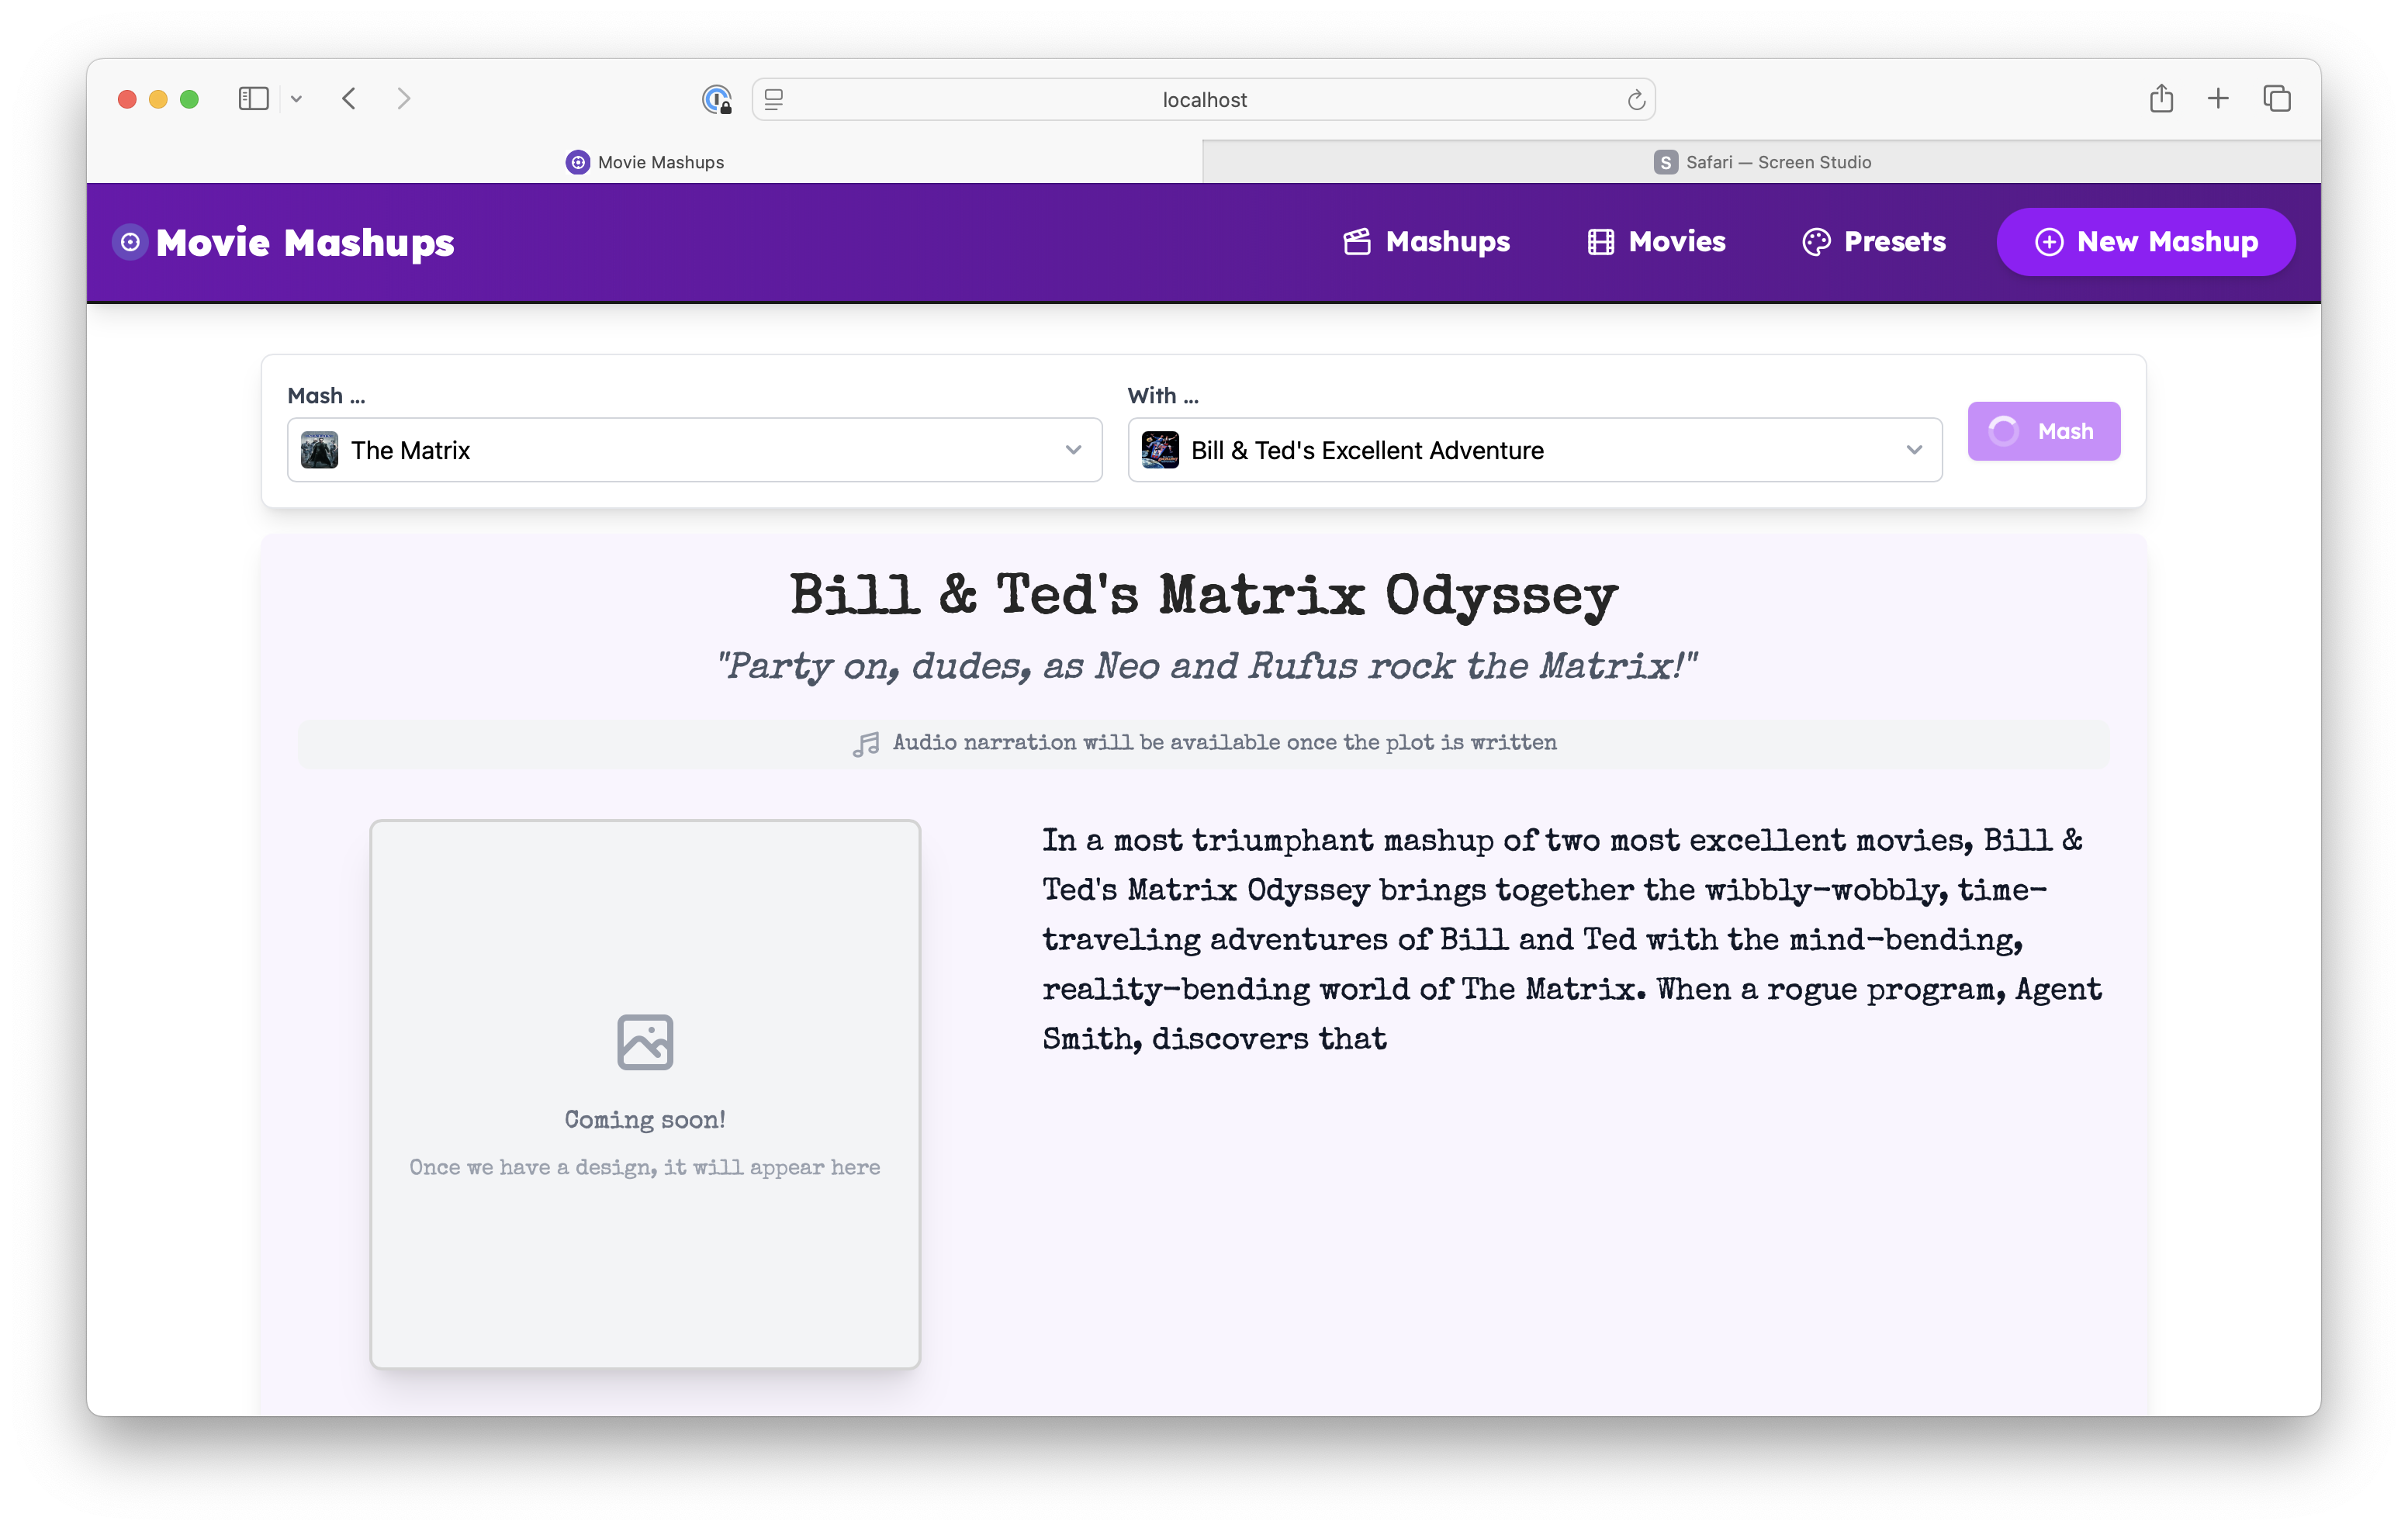 localhost
Movie Mashups
S Safari — Screen Studio
Movie Mashups
Mashups
Movies
Presets
New Mashup
Mash ...
With ...
The Matrix
Bill & Ted's Excellent Adventure
Mash
Bill & Ted's Matrix Odyssey
"Party on, dudes, as Neo and Rufus rock the Matrix!"
Audio narration will be available once the plot is written
Coming soon!
Once we have a design, it will appear here
In a most triumphant mashup of two most excellent movies, Bill &
Ted's Matrix Odyssey brings together the wibbly-wobbly, time-
traveling adventures of Bill and Ted with the mind-bending,
reality-bending world of The Matrix. When a rogue program, Agent
Smith, discovers that